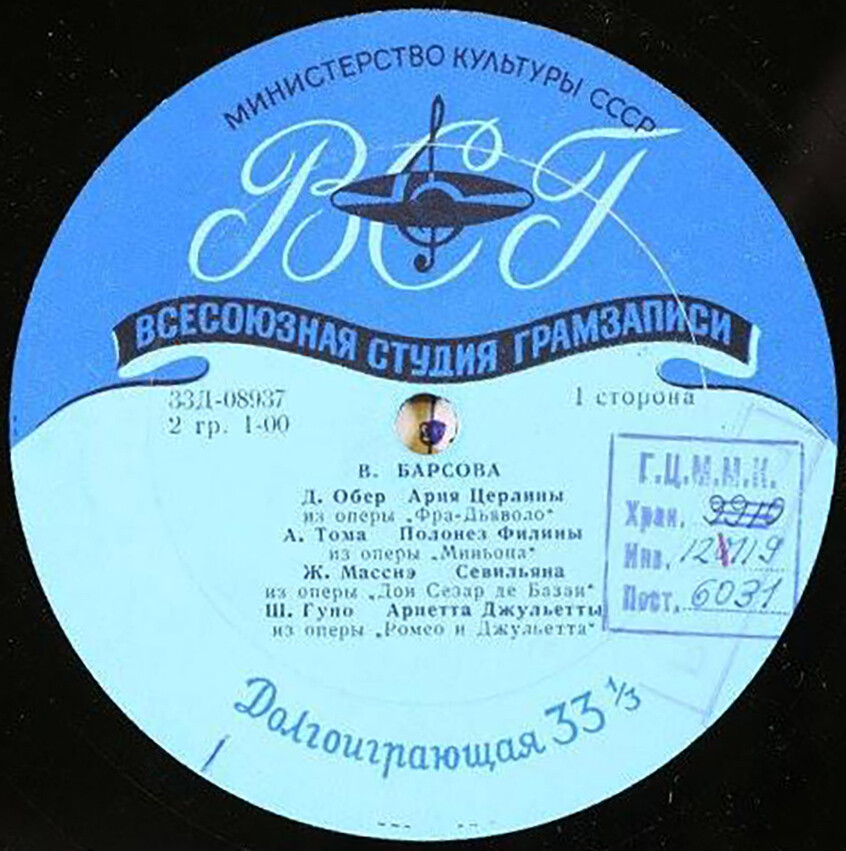 МИНИСТЕРСТВО КУЛЬТУРЫ СССР
ВСГ
ВСЕСОЮЗНАЯ СТУДИЯ ГРАМЗАПИСИ
33Д-08937
1 сторона
2 гр. 1-00
В. БАРСОВА
Д. Обер Ария Церлины
из оперы „Фра-Дьяволо“
А. Тома Полонез Филины
из оперы „Миньона“
Ж. Масснэ Севильяна
из оперы „Дон Сезар де Базан“
Ш. Гуно Ариетта Джульетты
из оперы „Ромео и Джульетта“
Г.Ц.М.М.К.
Хран. 9910
Инв.
Пост. 6031
Долгоиграющая 33 1/3